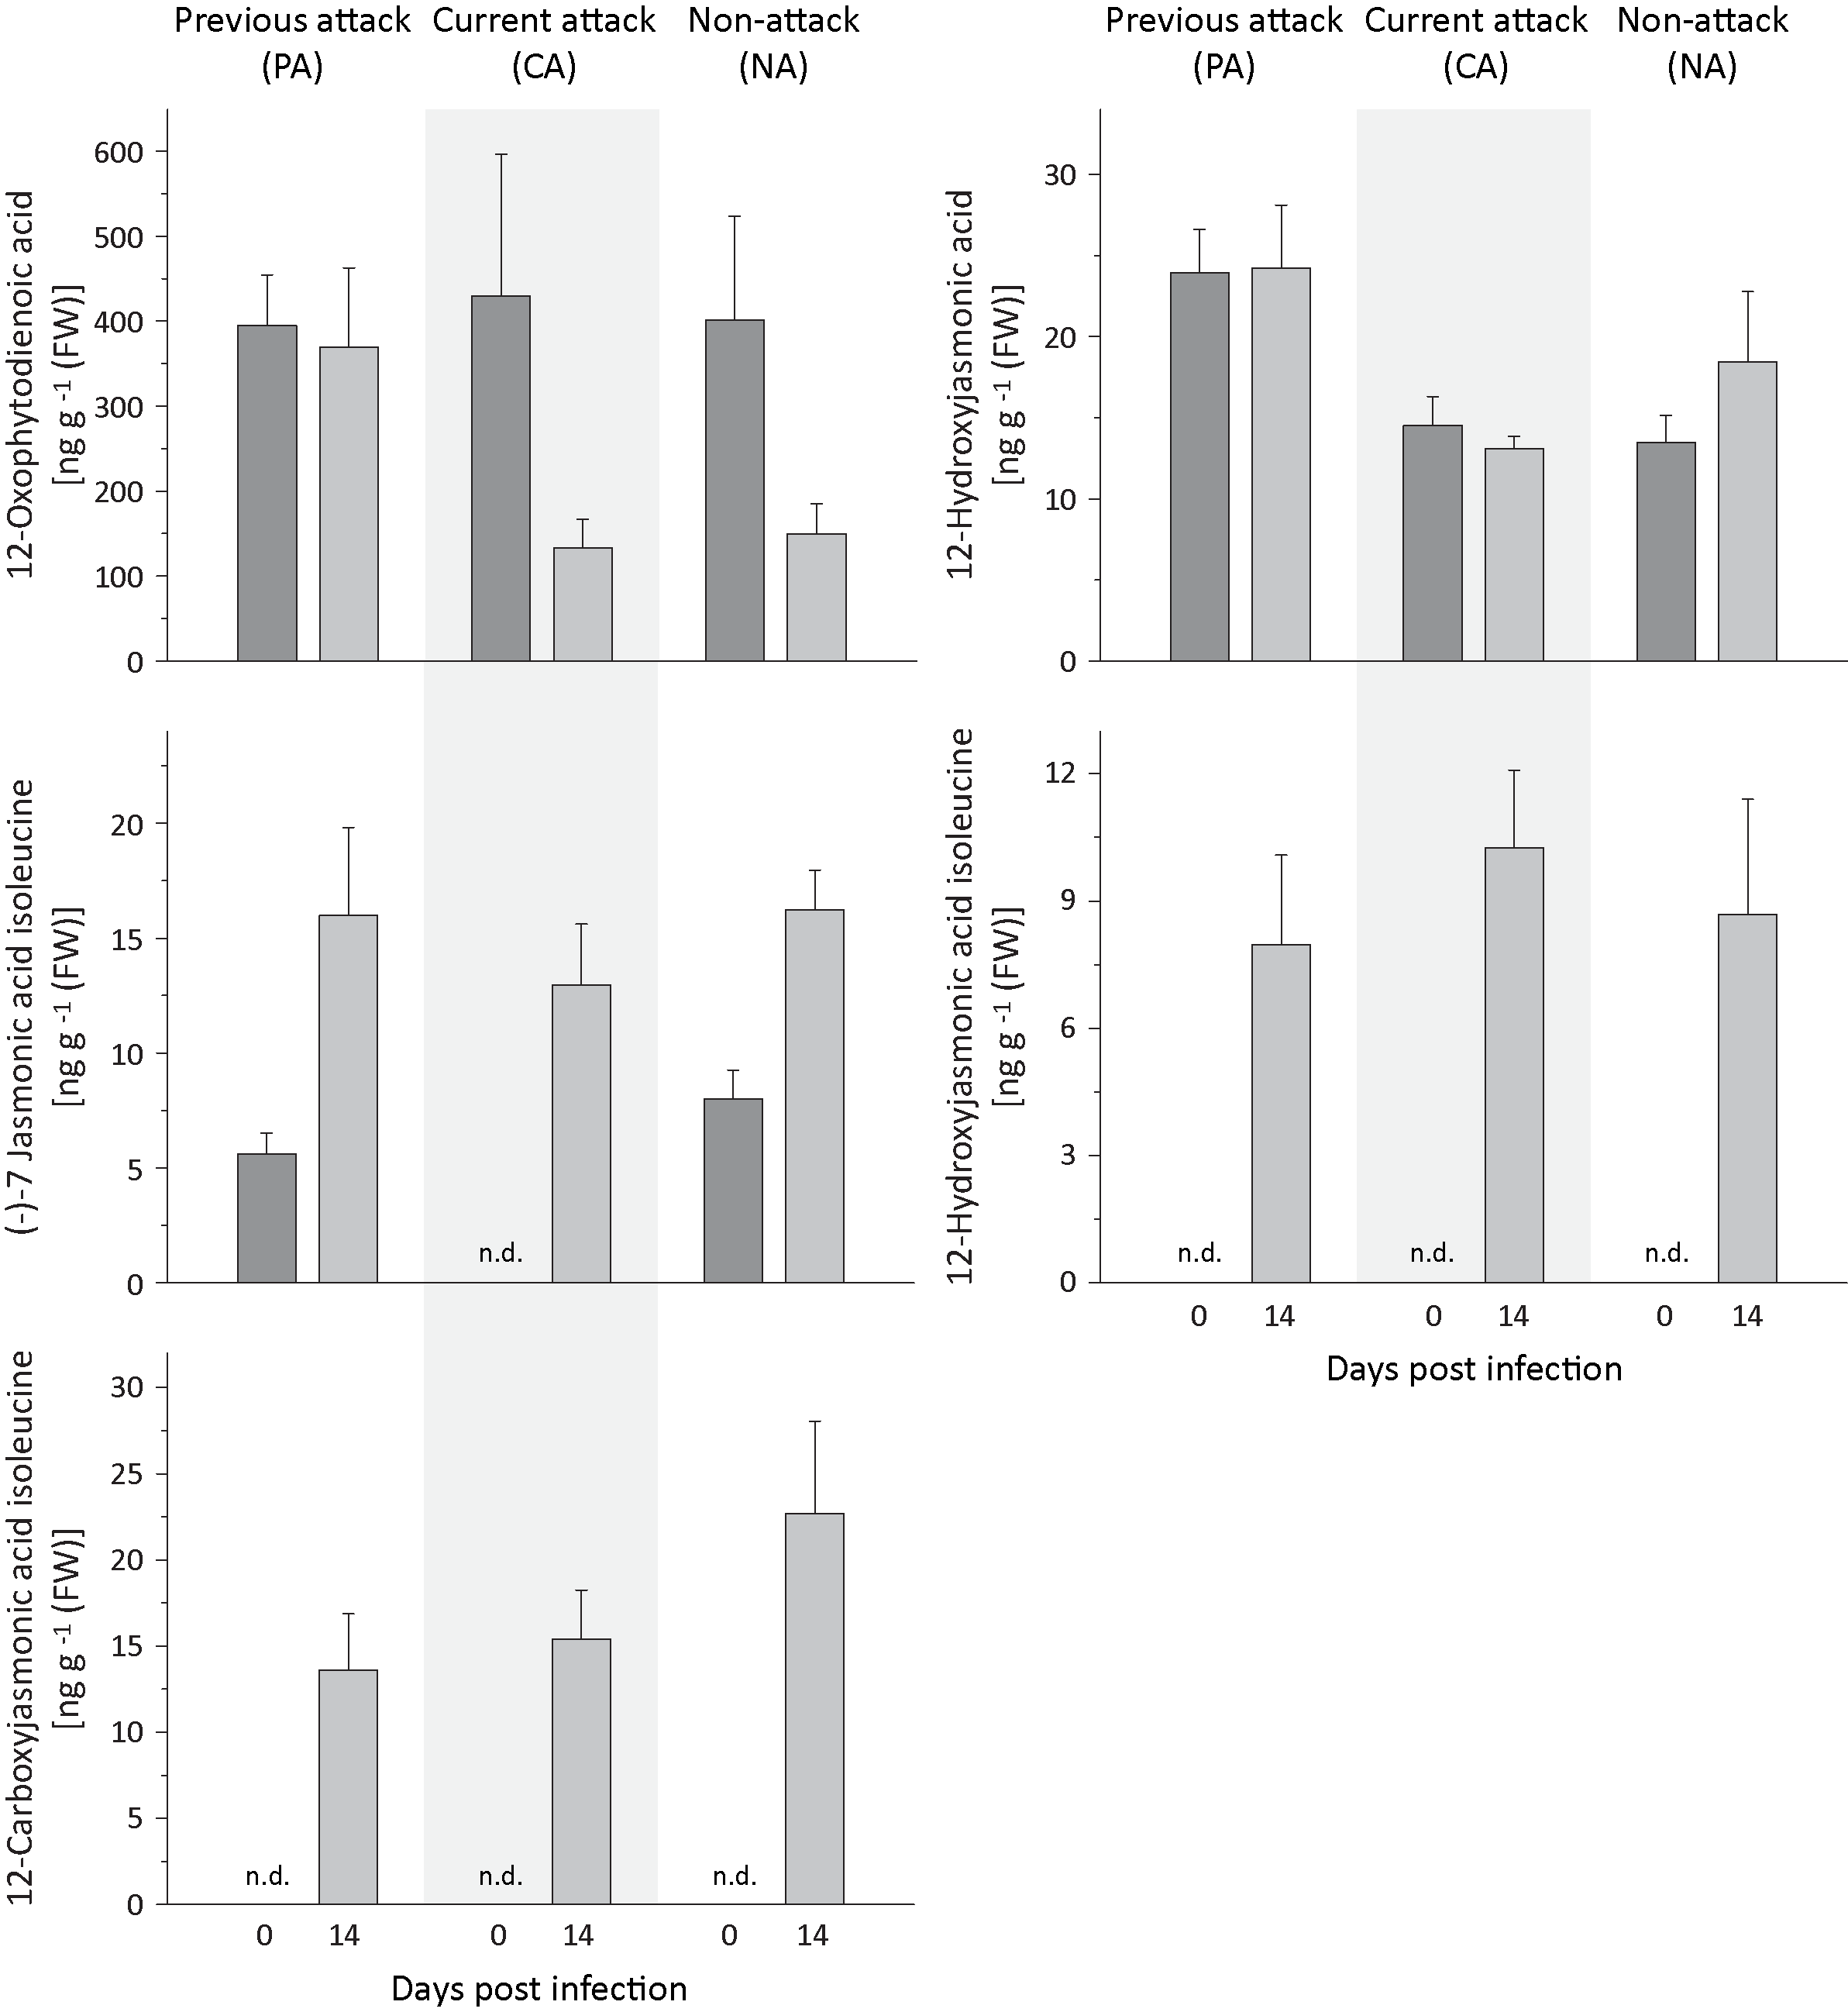 Previous attack
(PA)
Current attack
(CA)
Non-attack
(NA)
12-Oxophytodienoic acid
[ng g -1 (FW)]
600
500
400
300
200
100
0
Previous attack
(PA)
Current attack
(CA)
Non-attack
(NA)
12-Hydroxyjasmonic acid
[ng g -1 (FW)]
30
20
10
0
(-)-7 Jasmonic acid isoleucine
[ng g -1 (FW)]
20
15
10
5
0
n.d.
12-Hydroxyjasmonic acid isoleucine
[ng g -1 (FW)]
12
9
6
3
0
n.d.
n.d.
n.d.
0 14 0 14 0 14
Days post infection
12-Carboxyjasmonic acid isoleucine
[ng g -1 (FW)]
30
25
20
15
10
5
0
n.d.
n.d.
n.d.
0 14 0 14 0 14
Days post infection